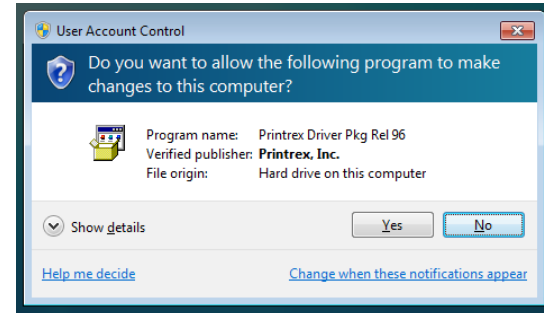 User Account Control
Do you want to allow the following program to make
changes to this computer?
Program name: Printrex Driver Pkg Rel 96
Verified publisher: Printrex, Inc.
File origin: Hard drive on this computer
Show details
Yes
No
Help me decide
Change when these notifications appear